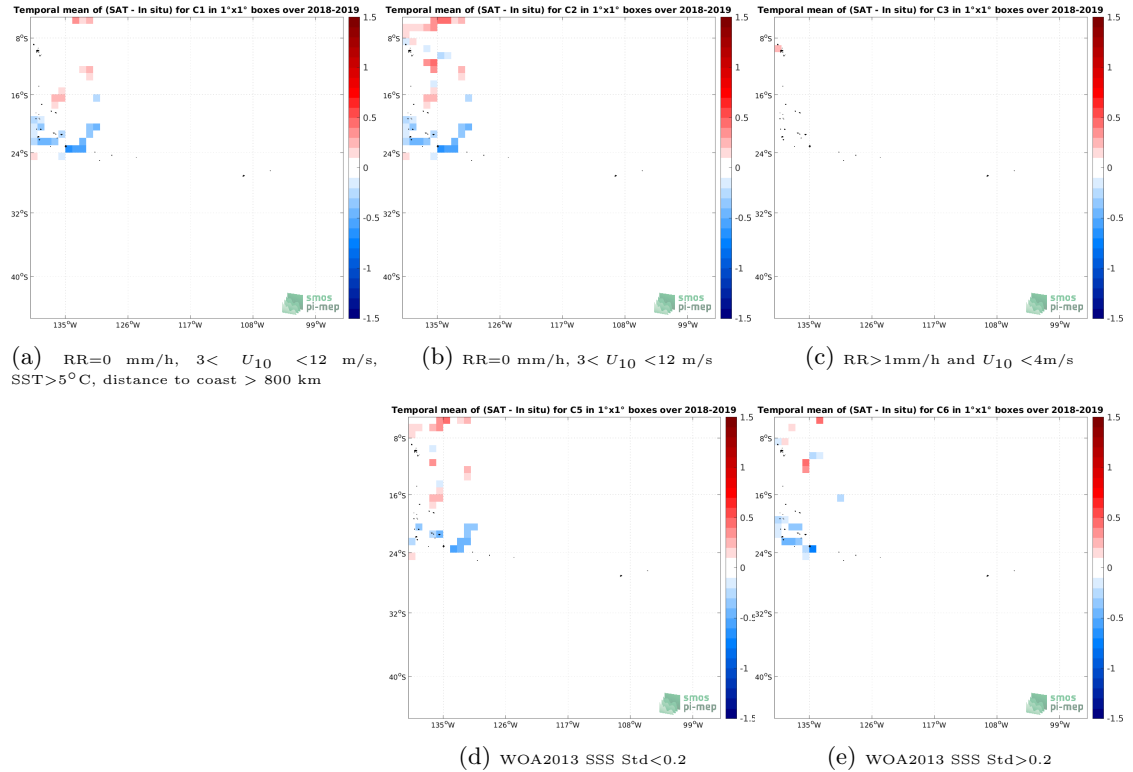 Temporal mean of (SAT - In situ) for C1 in 1°x1° boxes over 2018-2019
8°S
16°S
24°S
32°S
40°S
135°W 126°W 117°W 108°W 99°W
1.5
1
0.5
0
-0.5
-1
-1.5
smos
pi-mep
(a) RR=0 mm/h, 3< U10 <12 m/s,
SST>5°C, distance to coast > 800 km
Temporal mean of (SAT - In situ) for C2 in 1°x1° boxes over 2018-2019
8°S
16°S
24°S
32°S
40°S
135°W 126°W 117°W 108°W 99°W
1.5
1
0.5
0
-0.5
-1
-1.5
smos
pi-mep
(b) RR=0 mm/h, 3< U10 <12 m/s
Temporal mean of (SAT - In situ) for C3 in 1°x1° boxes over 2018-2019
8°S
16°S
24°S
32°S
40°S
135°W 126°W 117°W 108°W 99°W
1.5
1
0.5
0
-0.5
-1
-1.5
smos
pi-mep
(c) RR>1mm/h and U10 <4m/s
Temporal mean of (SAT - In situ) for C5 in 1°x1° boxes over 2018-2019
8°S
16°S
24°S
32°S
40°S
135°W 126°W 117°W 108°W 99°W
1.5
1
0.5
0
-0.5
-1
-1.5
smos
pi-mep
(d) WOA2013 SSS Std<0.2
Temporal mean of (SAT - In situ) for C6 in 1°x1° boxes over 2018-2019
8°S
16°S
24°S
32°S
40°S
135°W 126°W 117°W 108°W 99°W
1.5
1
0.5
0
-0.5
-1
-1.5
smos
pi-mep
(e) WOA2013 SSS Std>0.2